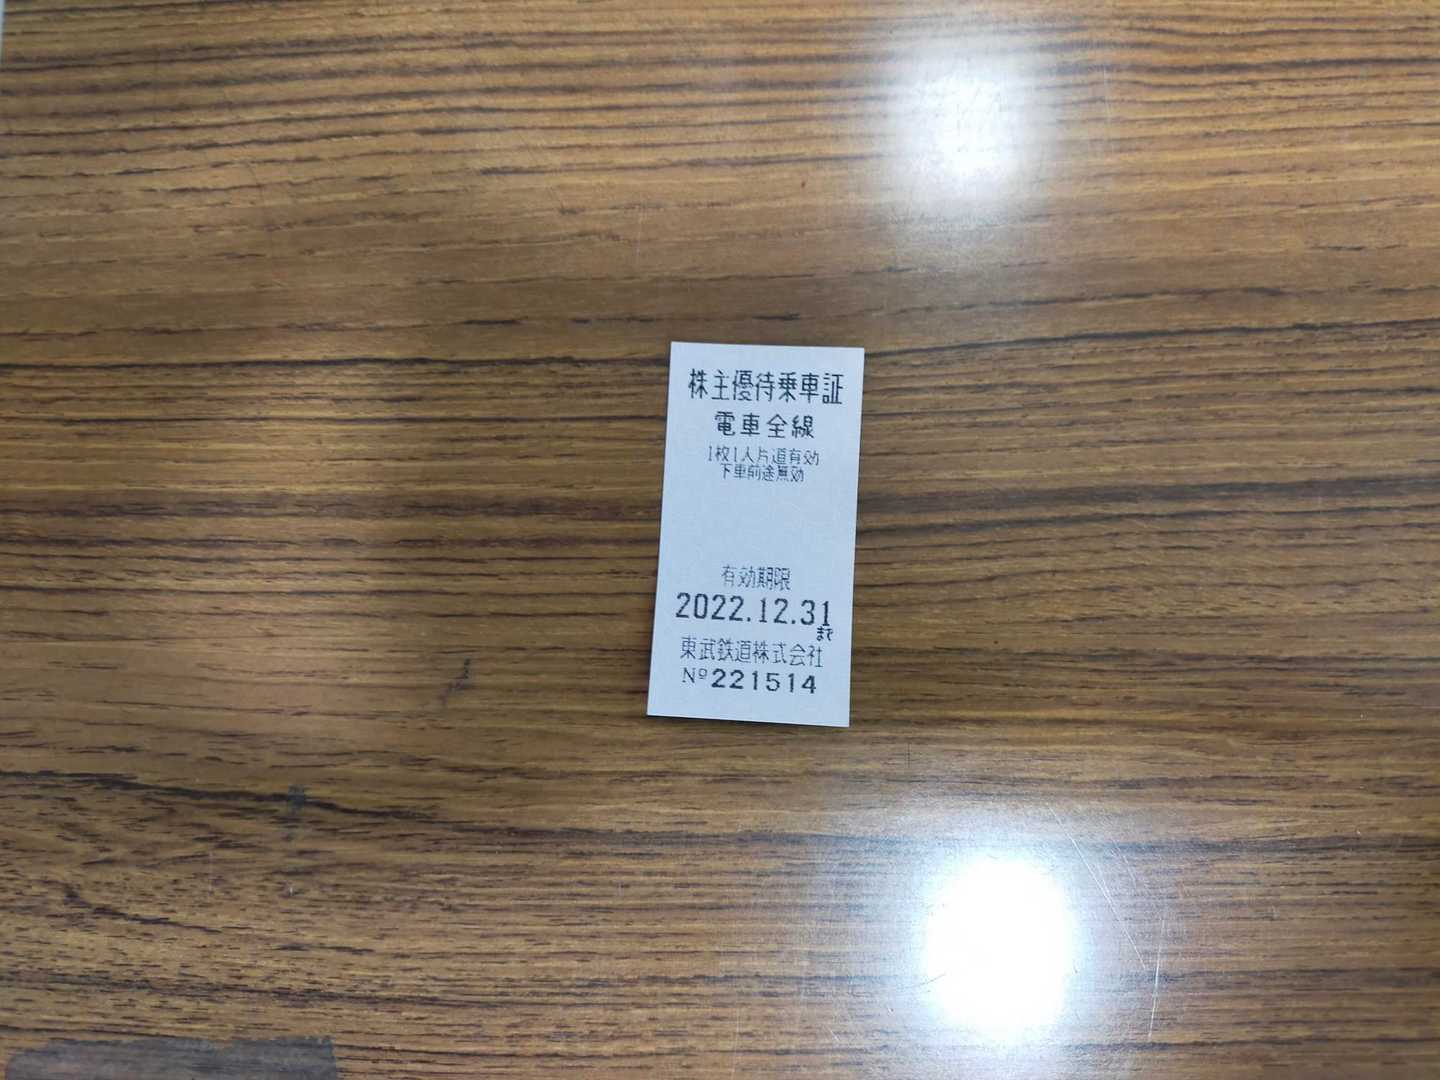 株主優待乗車証
電車全線
1枚1人片道有効
下車前途無効
有効期限
2022.12.31
まで
東武鉄道株式会社
Nº221514